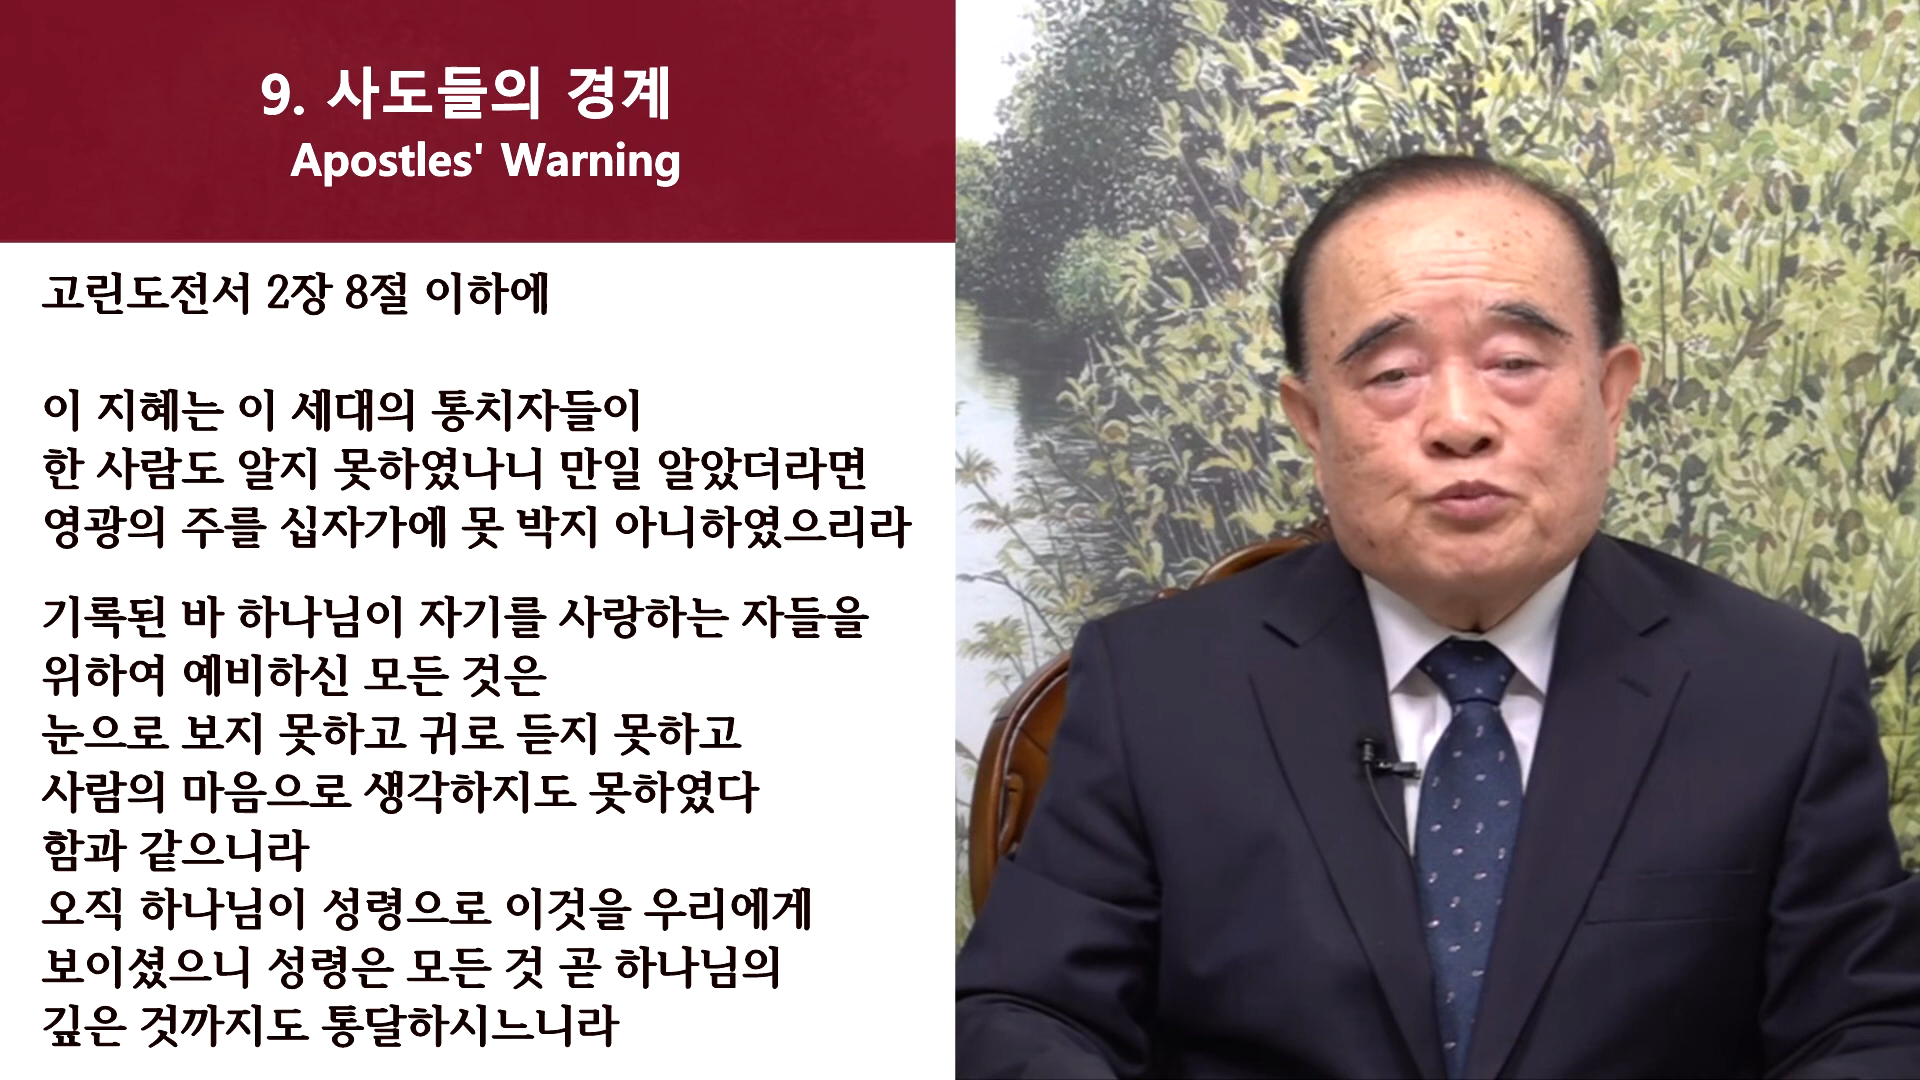 9. 사도들의 경계
Apostles' Warning
고린도전서 2장 8절 이하에
이 지혜는 이 세대의 통치자들이
한 사람도 알지 못하였나니 만일 알았더라면
영광의 주를 십자가에 못 박지 아니하였으리라
기록된 바 하나님이 자기를 사랑하는 자들을
위하여 예비하신 모든 것은
눈으로 보지 못하고 귀로 듣지 못하고
사람의 마음으로 생각하지도 못하였다
함과 같으니라
오직 하나님이 성령으로 이것을 우리에게
보이셨으니 성령은 모든 것 곧 하나님의
깊은 것까지도 통달하시느니라